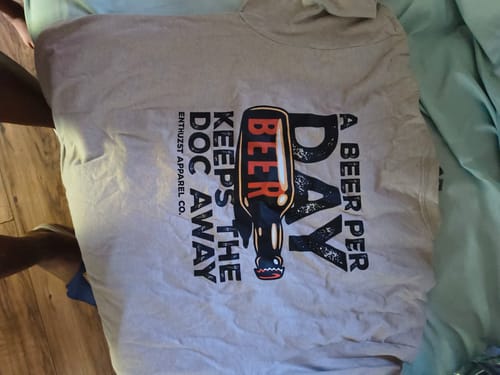 A BEER PER
DAY
BEER
KEEPS THE
DOC AWAY
ENTHUZST APPAREL CO.